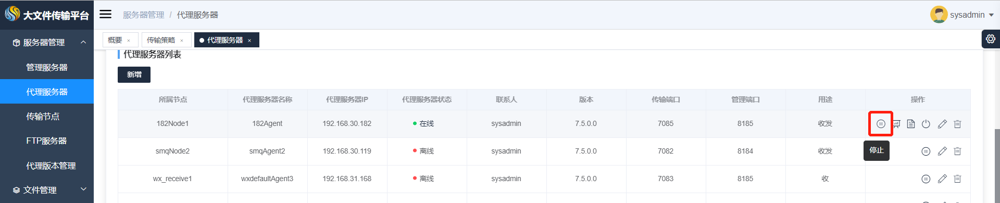 大文件传输平台
服务器管理 / 代理服务器
sysadmin
服务器管理
管理服务器
代理服务器
传输节点
FTP服务器
代理版本管理
文件管理
概要 ×
传输策略 ×
代理服务器 ×
代理服务器列表
新增
所属节点 代理服务器名称 代理服务器IP 代理服务器状态 联系人 版本 传输端口 管理端口 用途 操作
182Node1 182Agent 192.168.30.182 在线 sysadmin 7.5.0.0 7085 8185 收发
停止
smqNode2 smqAgent2 192.168.30.119 离线 sysadmin 7.5.0.0 7082 8184 收发
wx_receive1 wxdefaultAgent3 192.168.31.168 离线 sysadmin 7.5.0.0 7083 8185 收